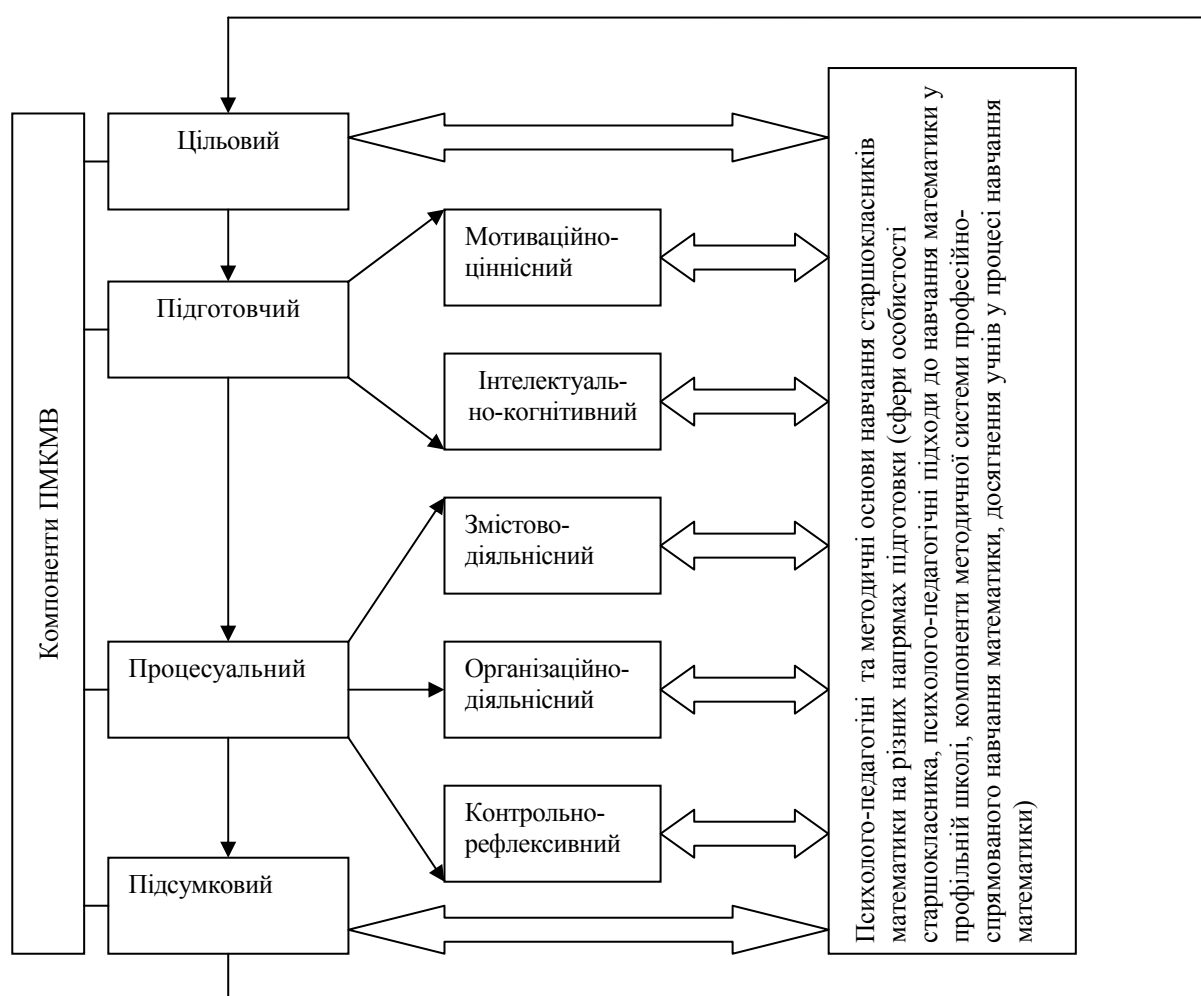 Компоненти ПМКМВ
Цільовий
Підготовчий
Мотиваційно-
ціннісний
Інтелектуаль-
но-когнітивний
Процесуальний
Змістово-
діяльнісний
Організаційно-
діяльнісний
Контрольно-
рефлексивний
Підсумковий
Психолого-педагогіні та методичні основи навчання старшокласників
математики на різних напрямах підготовки (сфери особистості
старшокласника, психолого-педагогічні підходи до навчання математики у
профільній школі, компоненти методичної системи професійно-
спрямованого навчання математики, досягнення учнів у процесі навчання
математики)